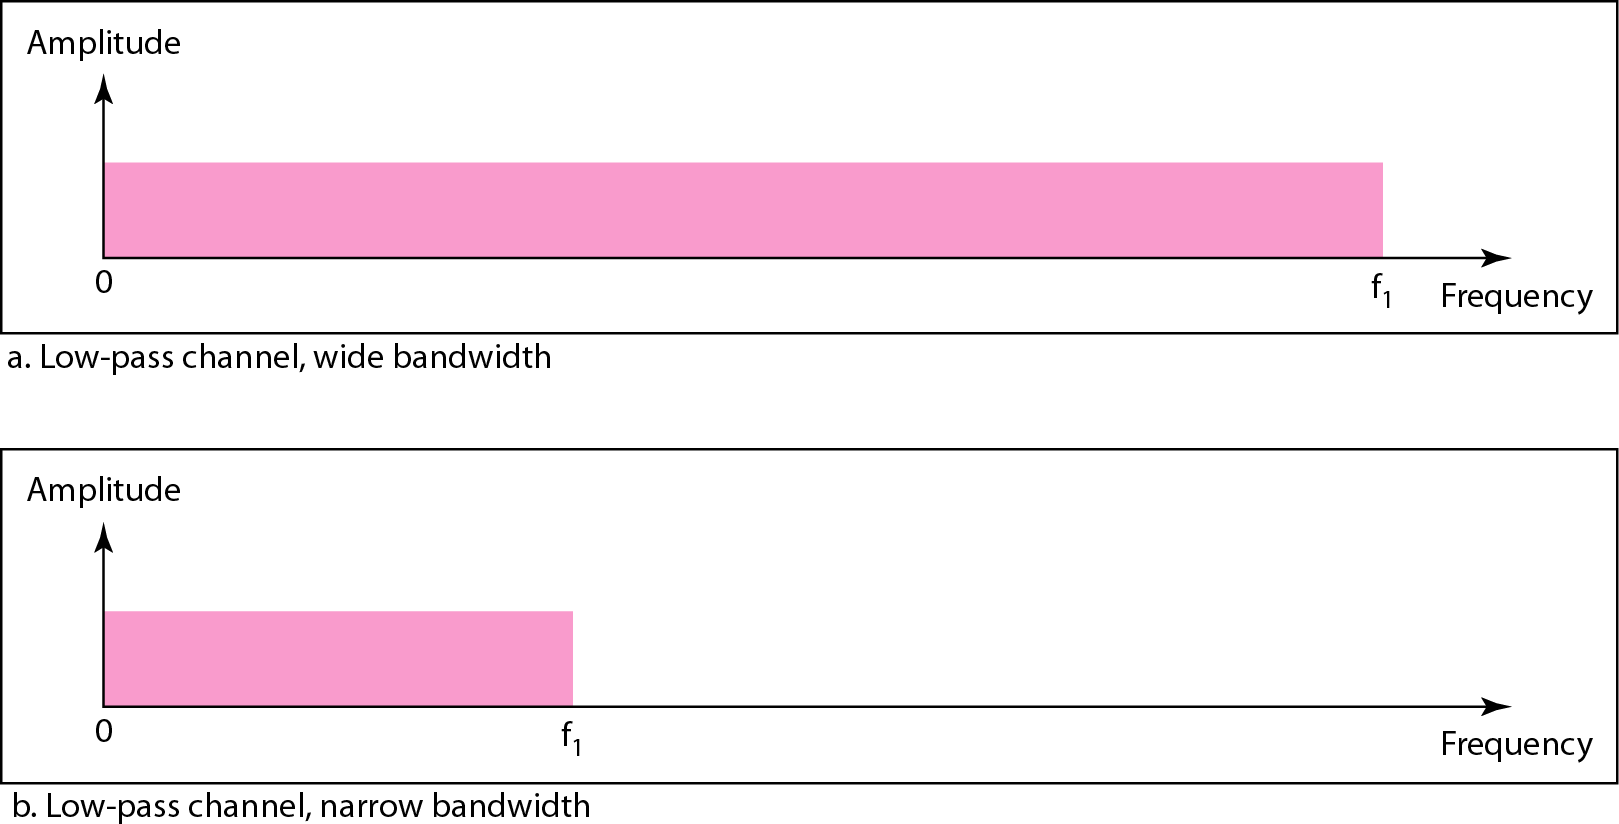 Amplitude
0
f₁
Frequency
a. Low-pass channel, wide bandwidth
Amplitude
0
f₁
Frequency
b. Low-pass channel, narrow bandwidth